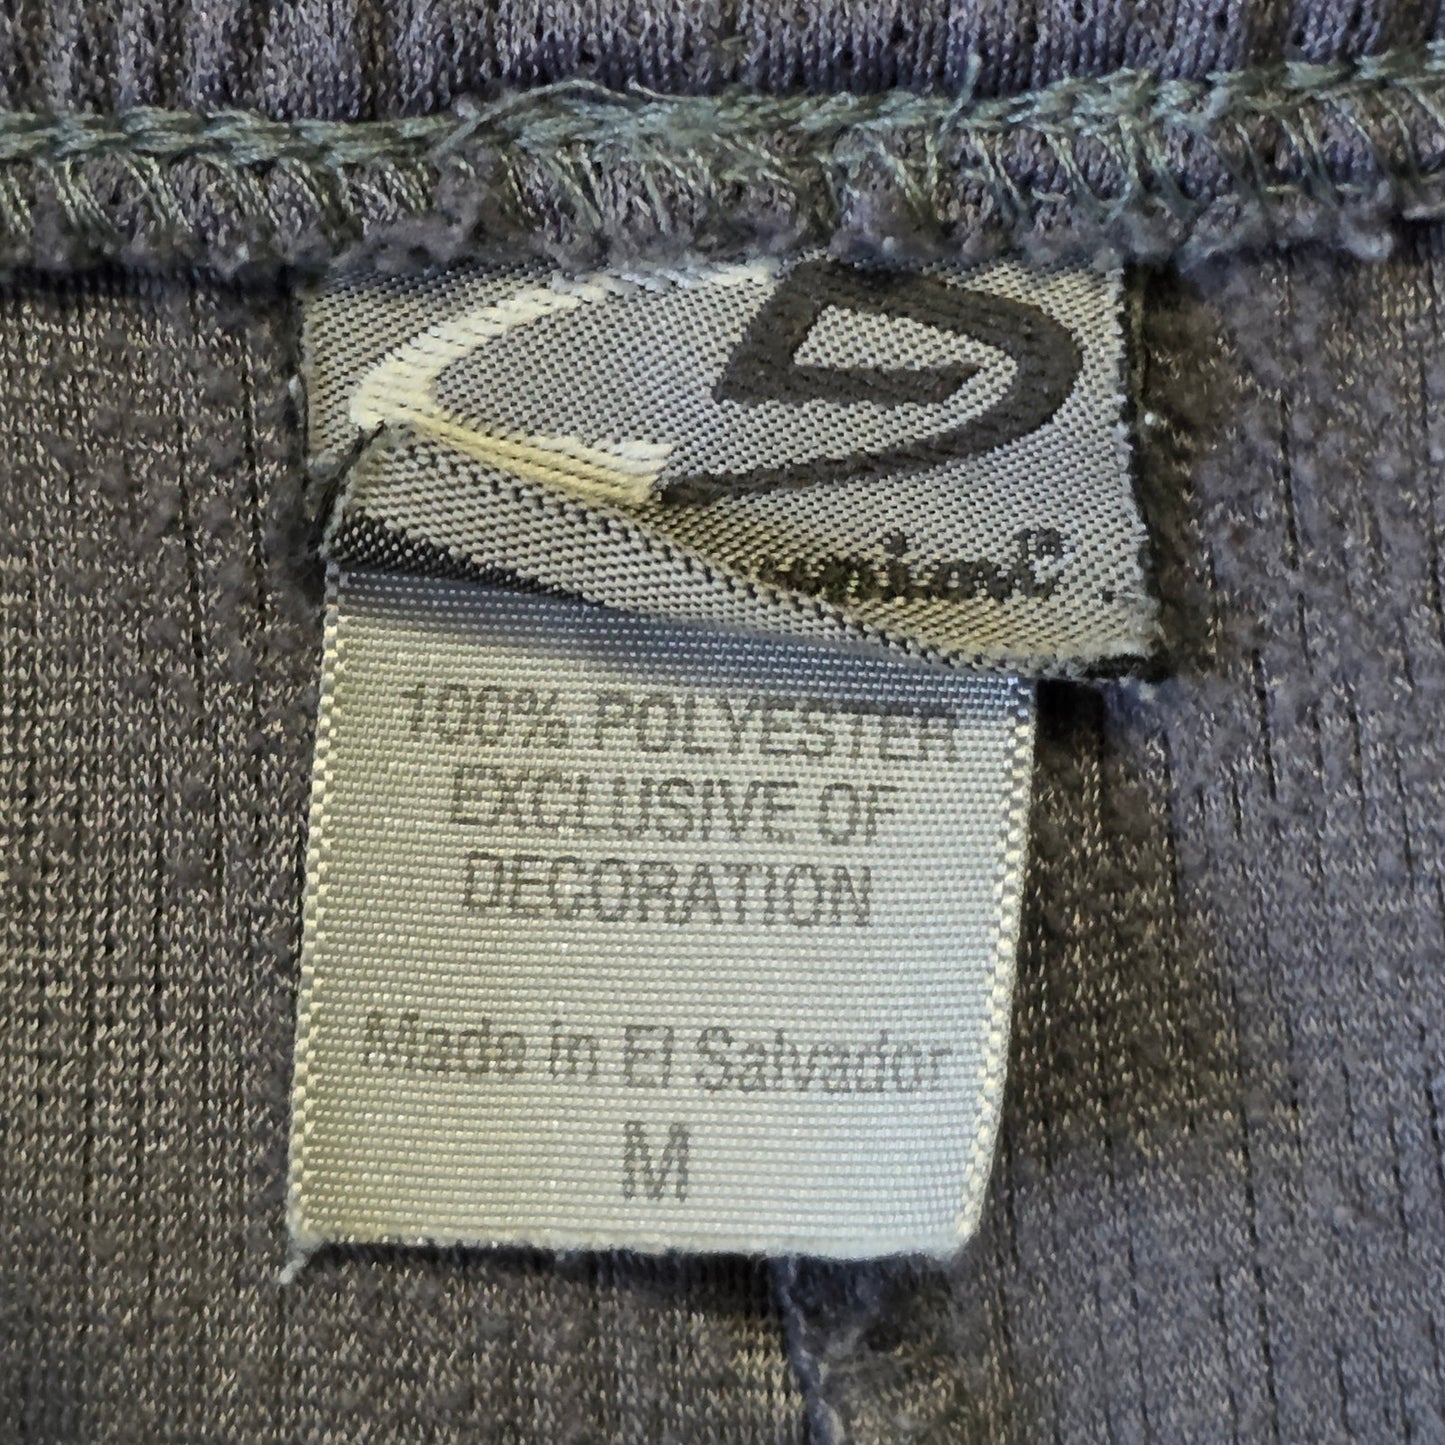 100% POLYESTER
EXCLUSIVE OF
DECORATION
Made in El Salvador
M